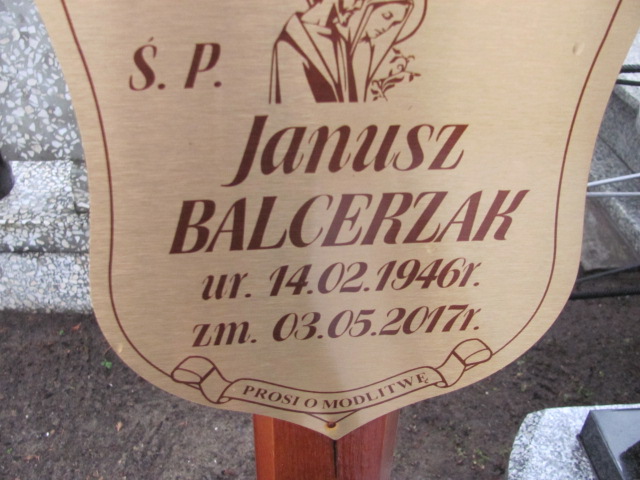 Ś. P.
Janusz
BALCERZAK
ur. 14.02.1946r.
zm. 03.05.2017r.
PROSI O MODLITWĘ